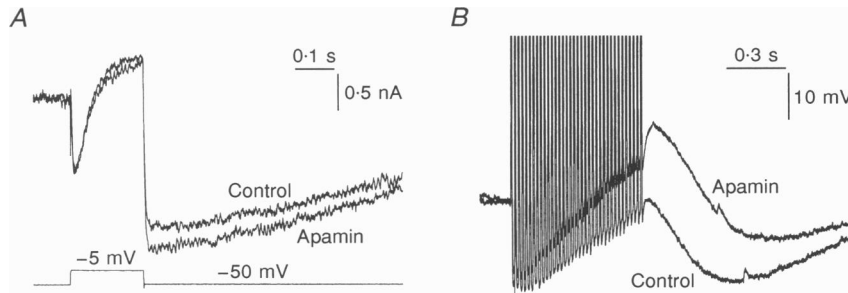 A
B
0·1 s
0·5 nA
Control
Apamin
−5 mV
−50 mV
0·3 s
10 mV
Apamin
Control